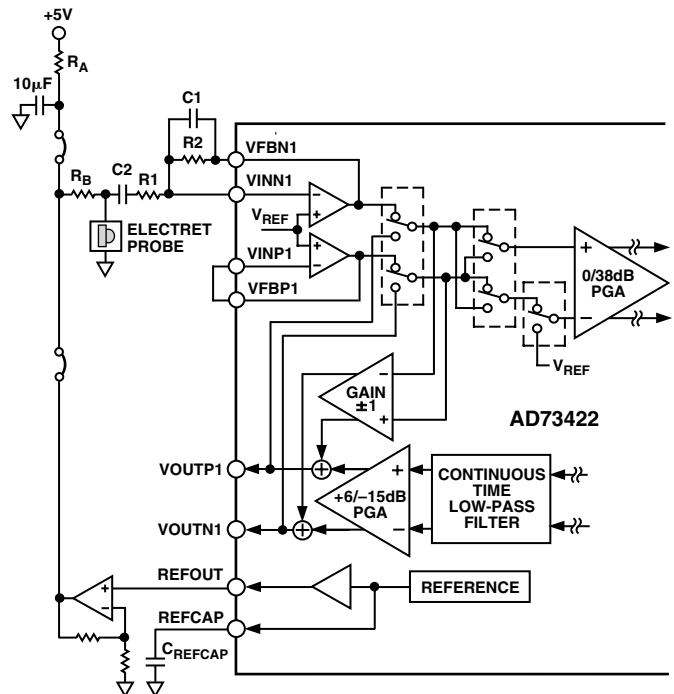 +5V
RA
10μF
C1
R2
VFBN1
RB
C2
R1
VINN1
VREF
ELECTRET
PROBE
VINP1
VFBP1
0/38dB
PGA
VREF
GAIN
±1
AD73422
VOUTP1
+6/–15dB
PGA
CONTINUOUS
TIME
LOW-PASS
FILTER
VOUTN1
REFOUT
REFERENCE
REFCAP
CREFCAP